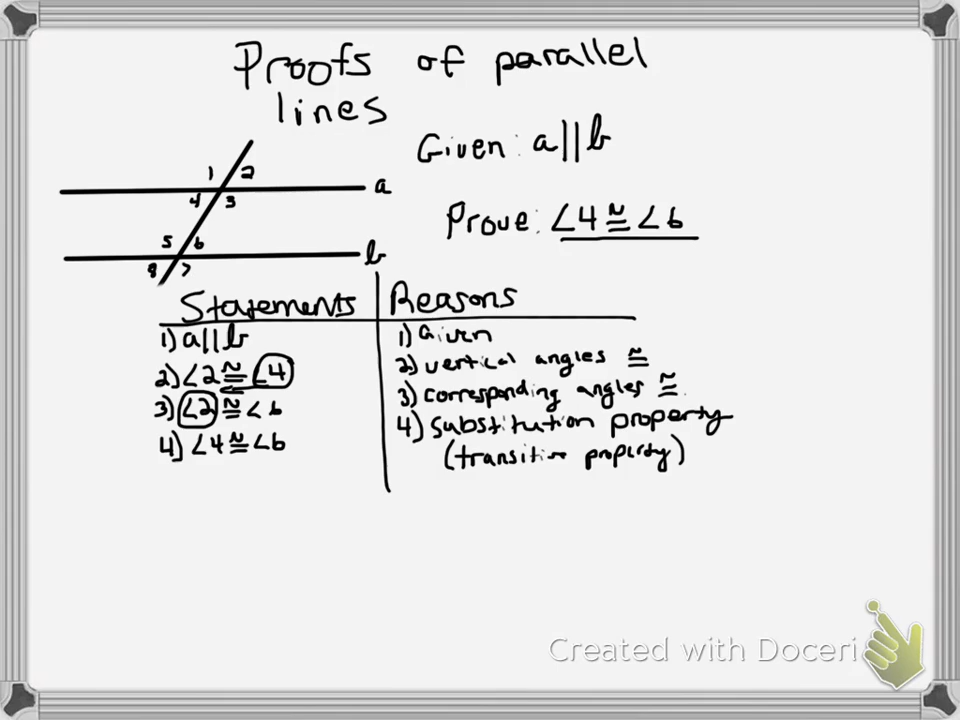 Proofs of parallel
lines
Given: a||b
Prove: ∠4 ≅ ∠6
1 2
a
4 3
5 6
b
8 7
Statements
Reasons
1) a||b
1) Given
2) ∠2 ≅ ∠4
2) vertical angles ≅
3) ∠2 ≅ ∠6
3) corresponding angles ≅
4) ∠4 ≅ ∠6
4) substitution property
(transitive property)
Created with Doceri